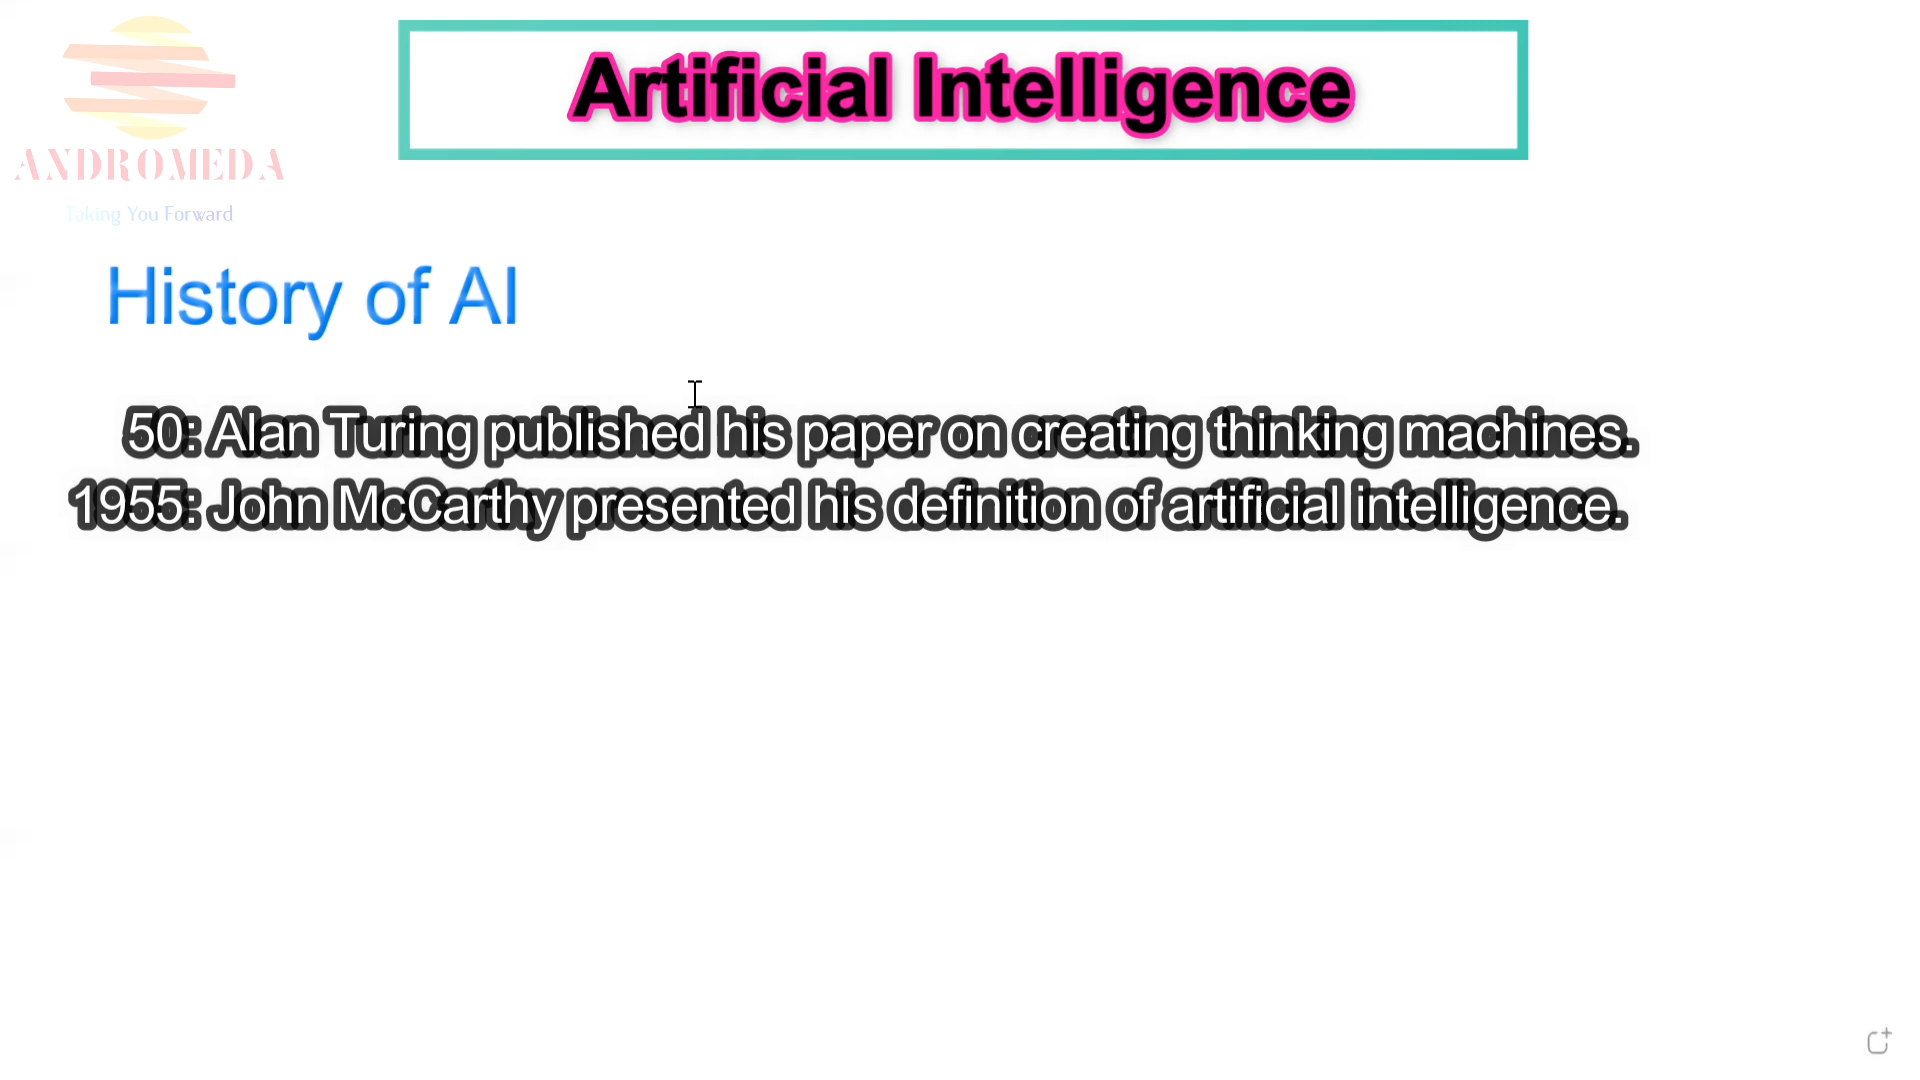 ANDROMEDA
Taking You Forward
Artificial Intelligence
History of AI
50: Alan Turing published his paper on creating thinking machines.
1955: John McCarthy presented his definition of artificial intelligence.